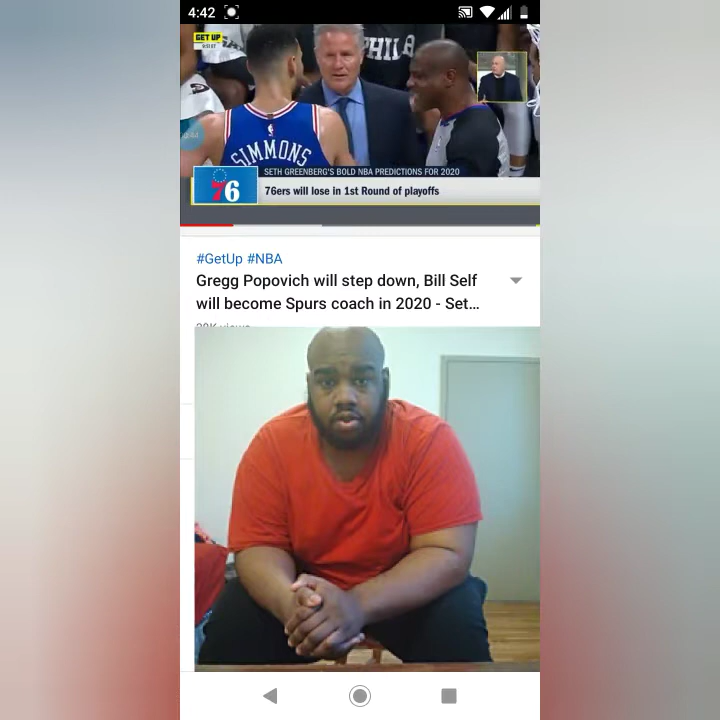 4:42
GET UP
PHILA
SIMMONS
SETH GREENBERG'S BOLD NBA PREDICTIONS FOR 2020
76
76ers will lose in 1st Round of playoffs
#GetUp #NBA
Gregg Popovich will step down, Bill Self
will become Spurs coach in 2020 - Set...